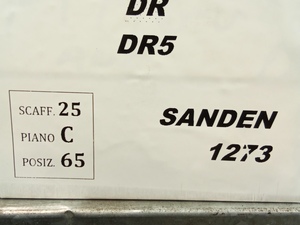 DR
DR5
SCAFF. 25
PIANO C
POSIZ. 65
SANDEN
1273